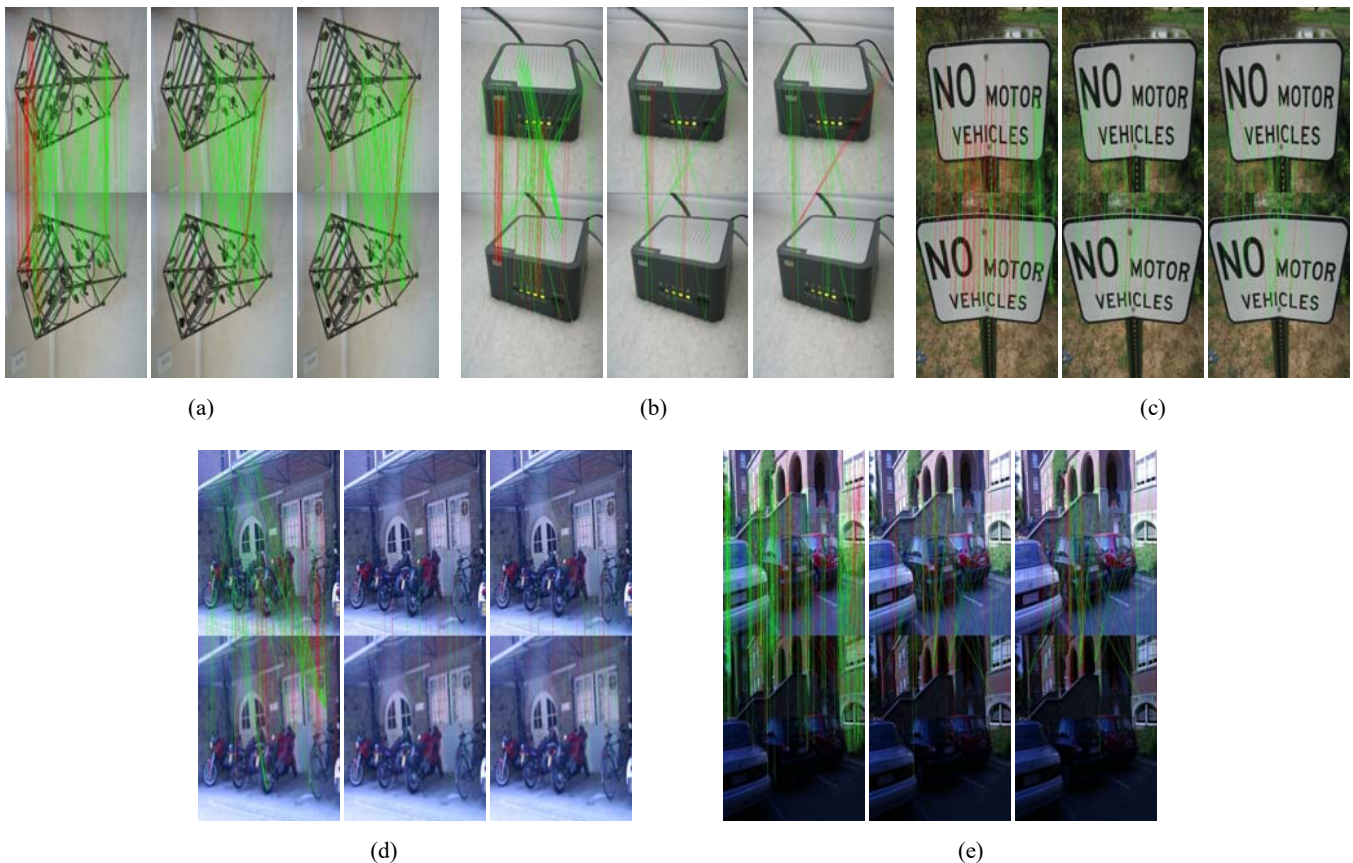 NO MOTOR
VEHICLES
NO MOTOR
VEHICLES
NO MOTOR
VEHICLES
NO MOTOR
VEHICLES
NO MOTOR
VEHICLES
NO MOTOR
VEHICLES
(a)
(b)
(c)
(d)
(e)